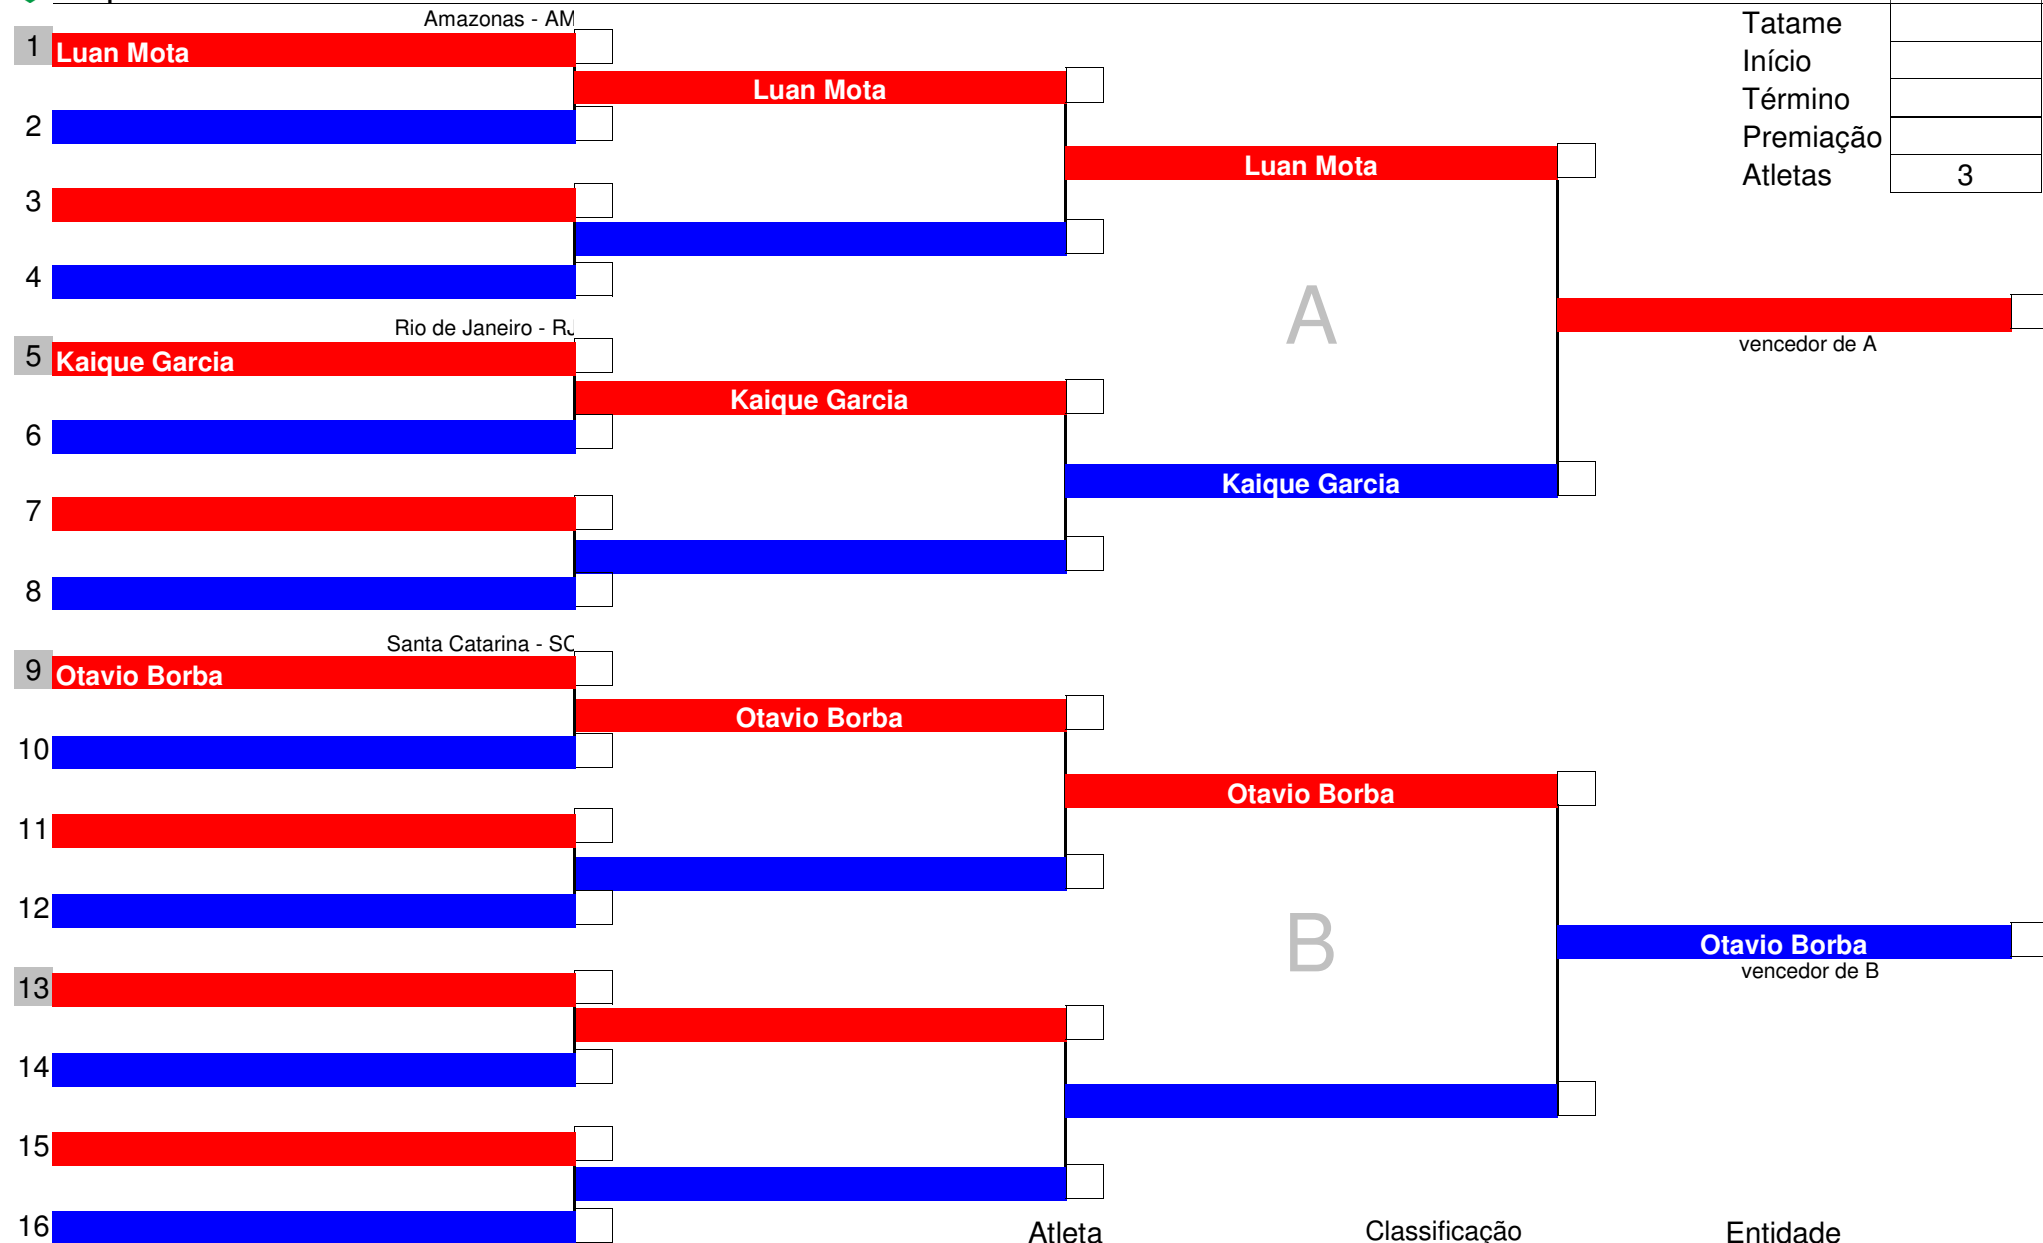 Amazonas - AM
1 Luan Mota
Luan Mota
2
Luan Mota
3
4
Rio de Janeiro - RJ
5 Kaique Garcia
Kaique Garcia
6
Kaique Garcia
7
8
A
vencedor de A
Santa Catarina - SC
9 Otavio Borba
Otavio Borba
10
Otavio Borba
11
12
B
Otavio Borba
vencedor de B
13
14
15
16
Tatame
Início
Término
Premiação
Atletas 3
Atleta Classificação Entidade